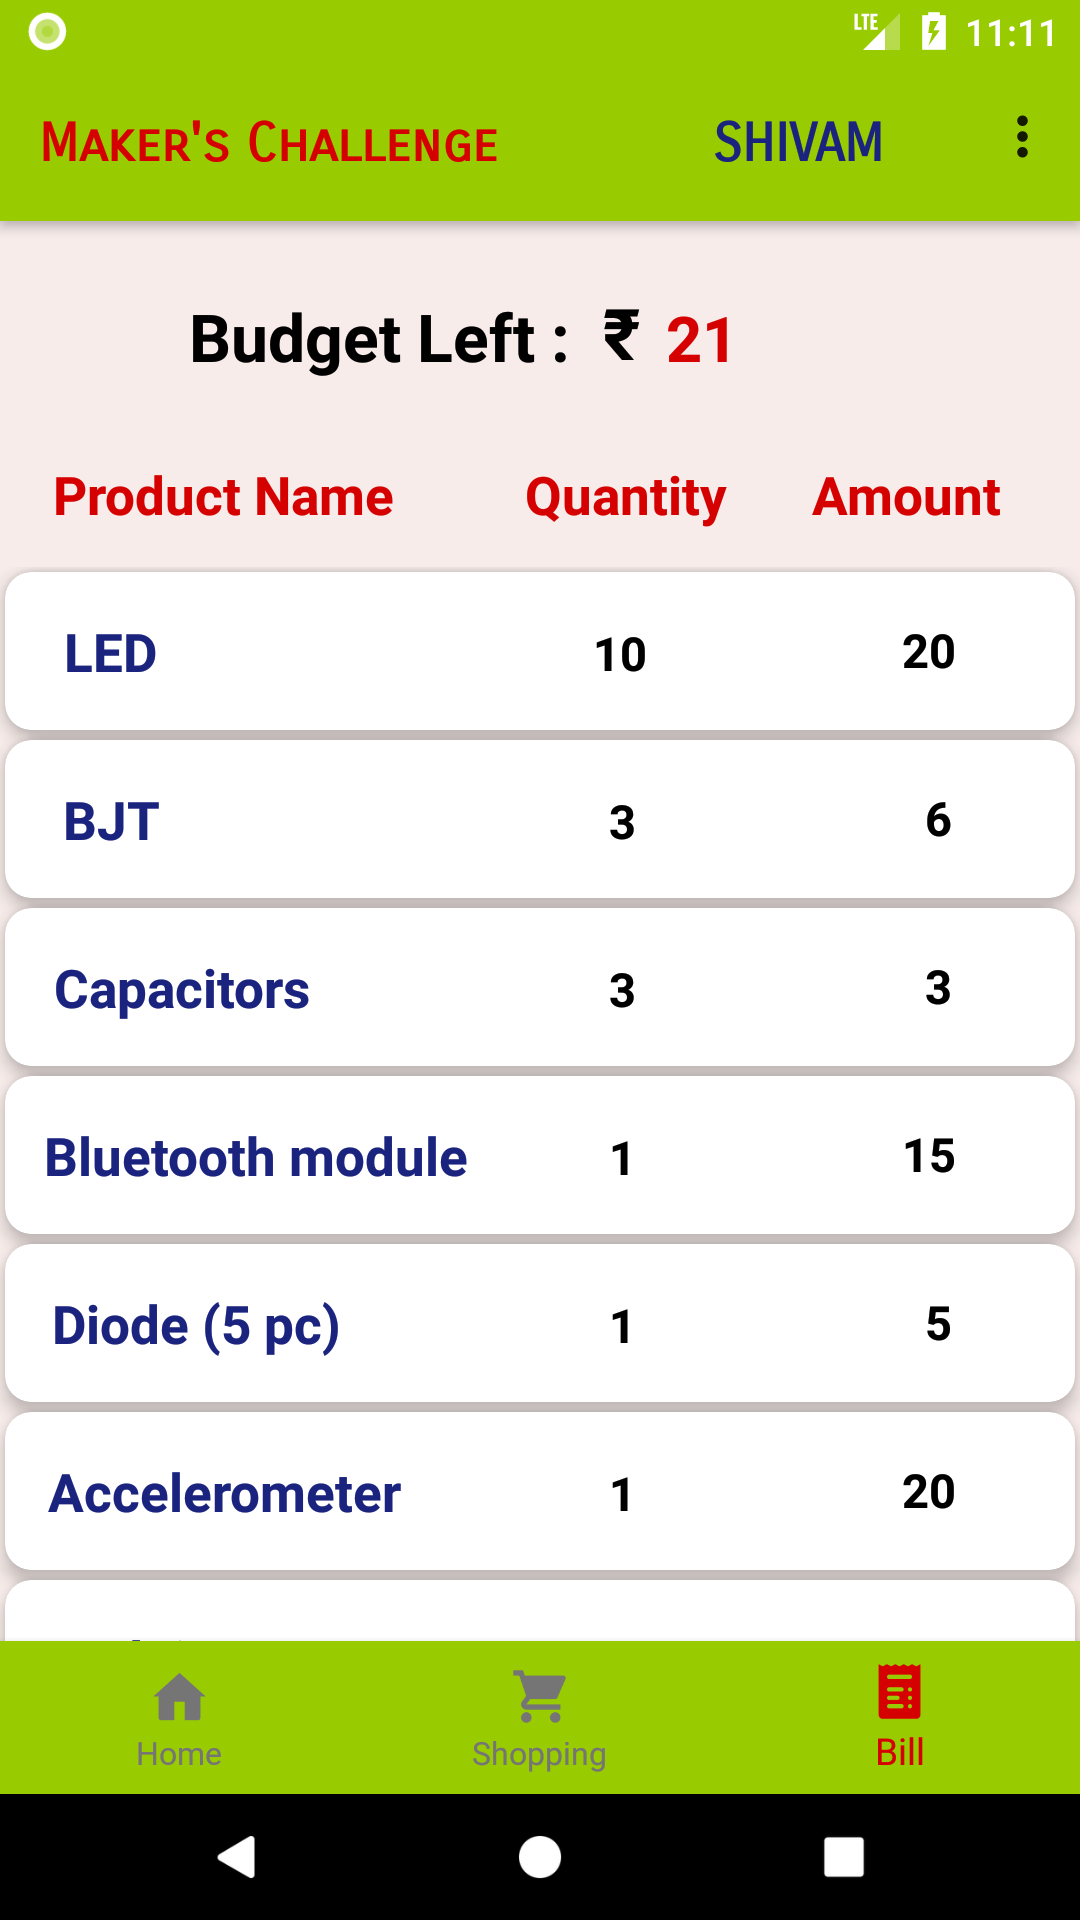 LTE 11:11
Maker's Challenge SHIVAM
Budget Left : ₹ 21
Product Name Quantity Amount
LED 10 20
BJT 3 6
Capacitors 3 3
Bluetooth module 1 15
Diode (5 pc) 1 5
Accelerometer 1 20
Home Shopping Bill